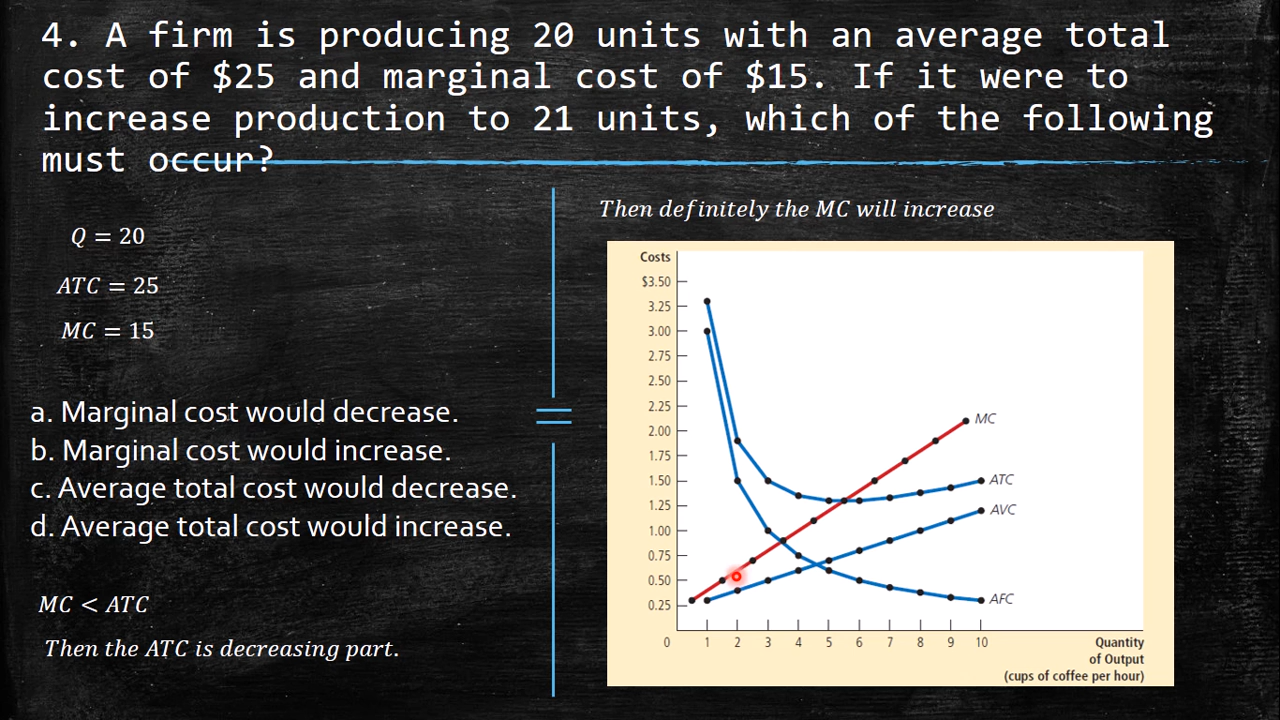 4. A firm is producing 20 units with an average total
cost of $25 and marginal cost of $15. If it were to
increase production to 21 units, which of the following
must occur?
Q = 20
ATC = 25
MC = 15
a. Marginal cost would decrease.
b. Marginal cost would increase.
c. Average total cost would decrease.
d. Average total cost would increase.
MC < ATC
Then the ATC is decreasing part.
Then definitely the MC will increase
Costs
$3.50
3.25
3.00
2.75
2.50
2.25
2.00
1.75
1.50
1.25
1.00
0.75
0.50
0.25
MC
ATC
AVC
AFC
0 1 2 3 4 5 6 7 8 9 10
Quantity
of Output
(cups of coffee per hour)